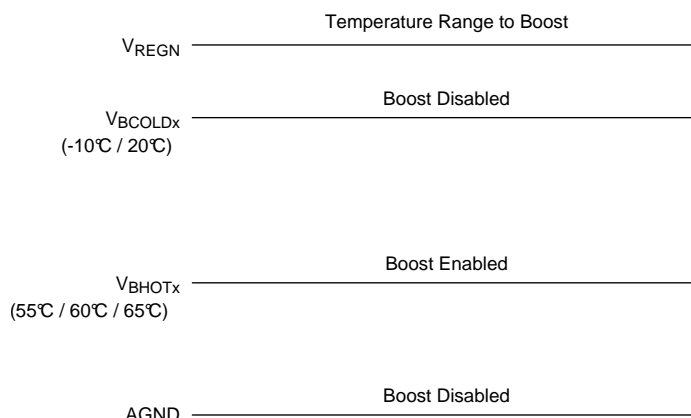 Temperature Range to Boost
VREGN
Boost Disabled
VBCOLDx
(-10℃ / 20℃)
Boost Enabled
VBHOTx
(55℃ / 60℃ / 65℃)
Boost Disabled
AGND